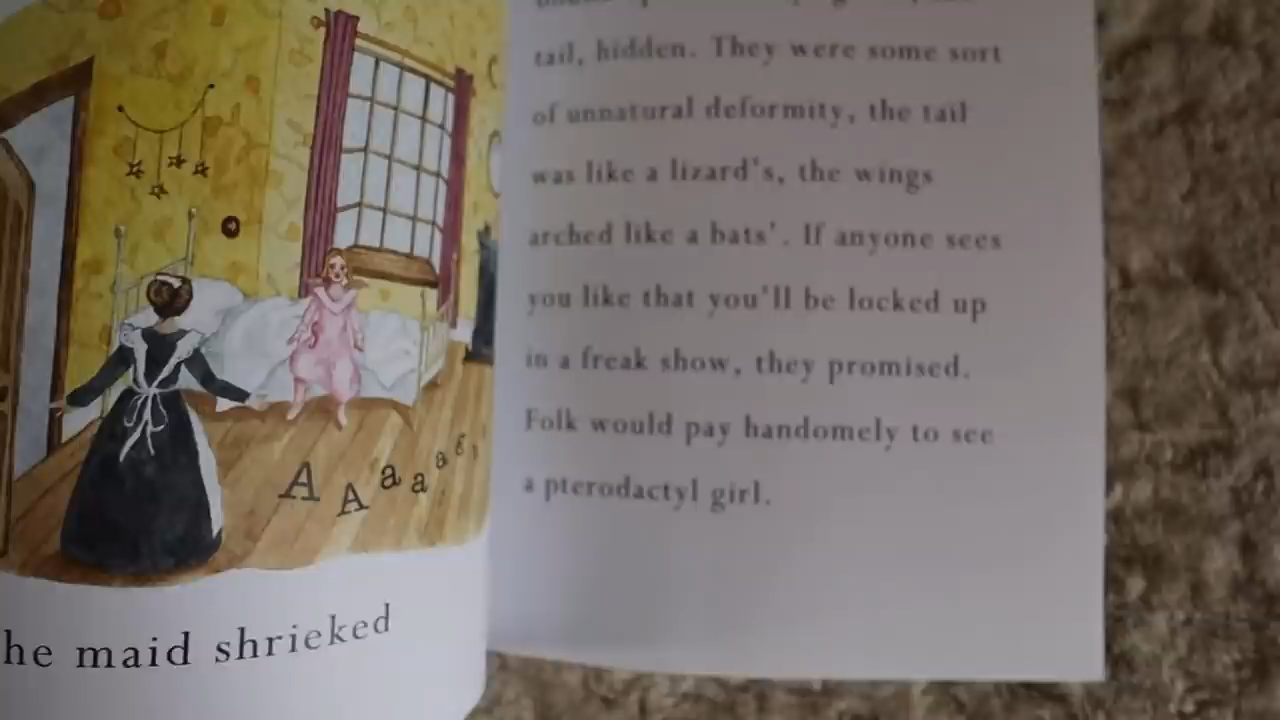 A A a a a g
he maid shrieked
tail, hidden. They were some sort
of unnatural deformity, the tail
was like a lizard's, the wings
arched like a bats'. If anyone sees
you like that you'll be locked up
in a freak show, they promised.
Folk would pay handomely to see
a pterodactyl girl.